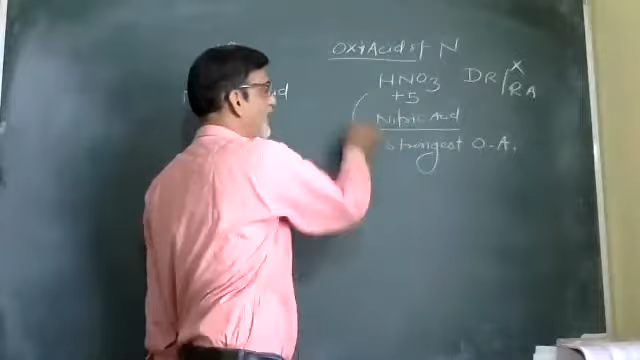 Oxi Acid of N
HNO3 DR/RA
X
+5
Nitric Acid
Strongest O.A.